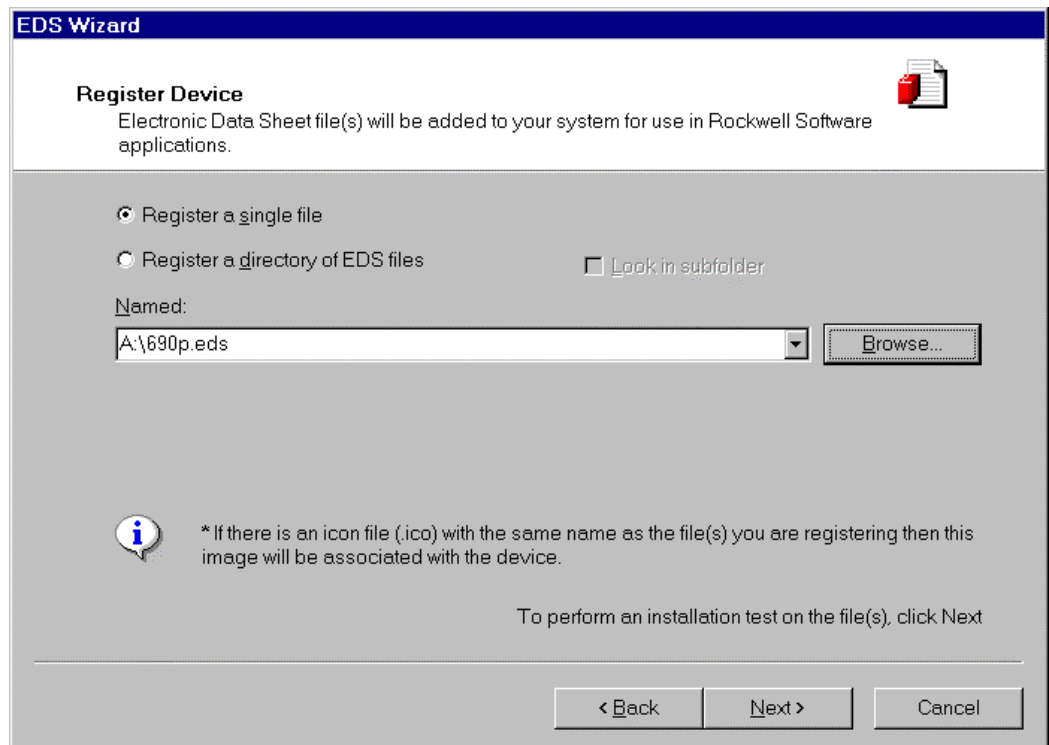 EDS Wizard
Register Device
Electronic Data Sheet file(s) will be added to your system for use in Rockwell Software
applications.
Register a single file
Register a directory of EDS files
Look in subfolder
Named:
A:\690p.eds
Browse...
* If there is an icon file (.ico) with the same name as the file(s) you are registering then this
image will be associated with the device.
To perform an installation test on the file(s), click Next
< Back
Next >
Cancel